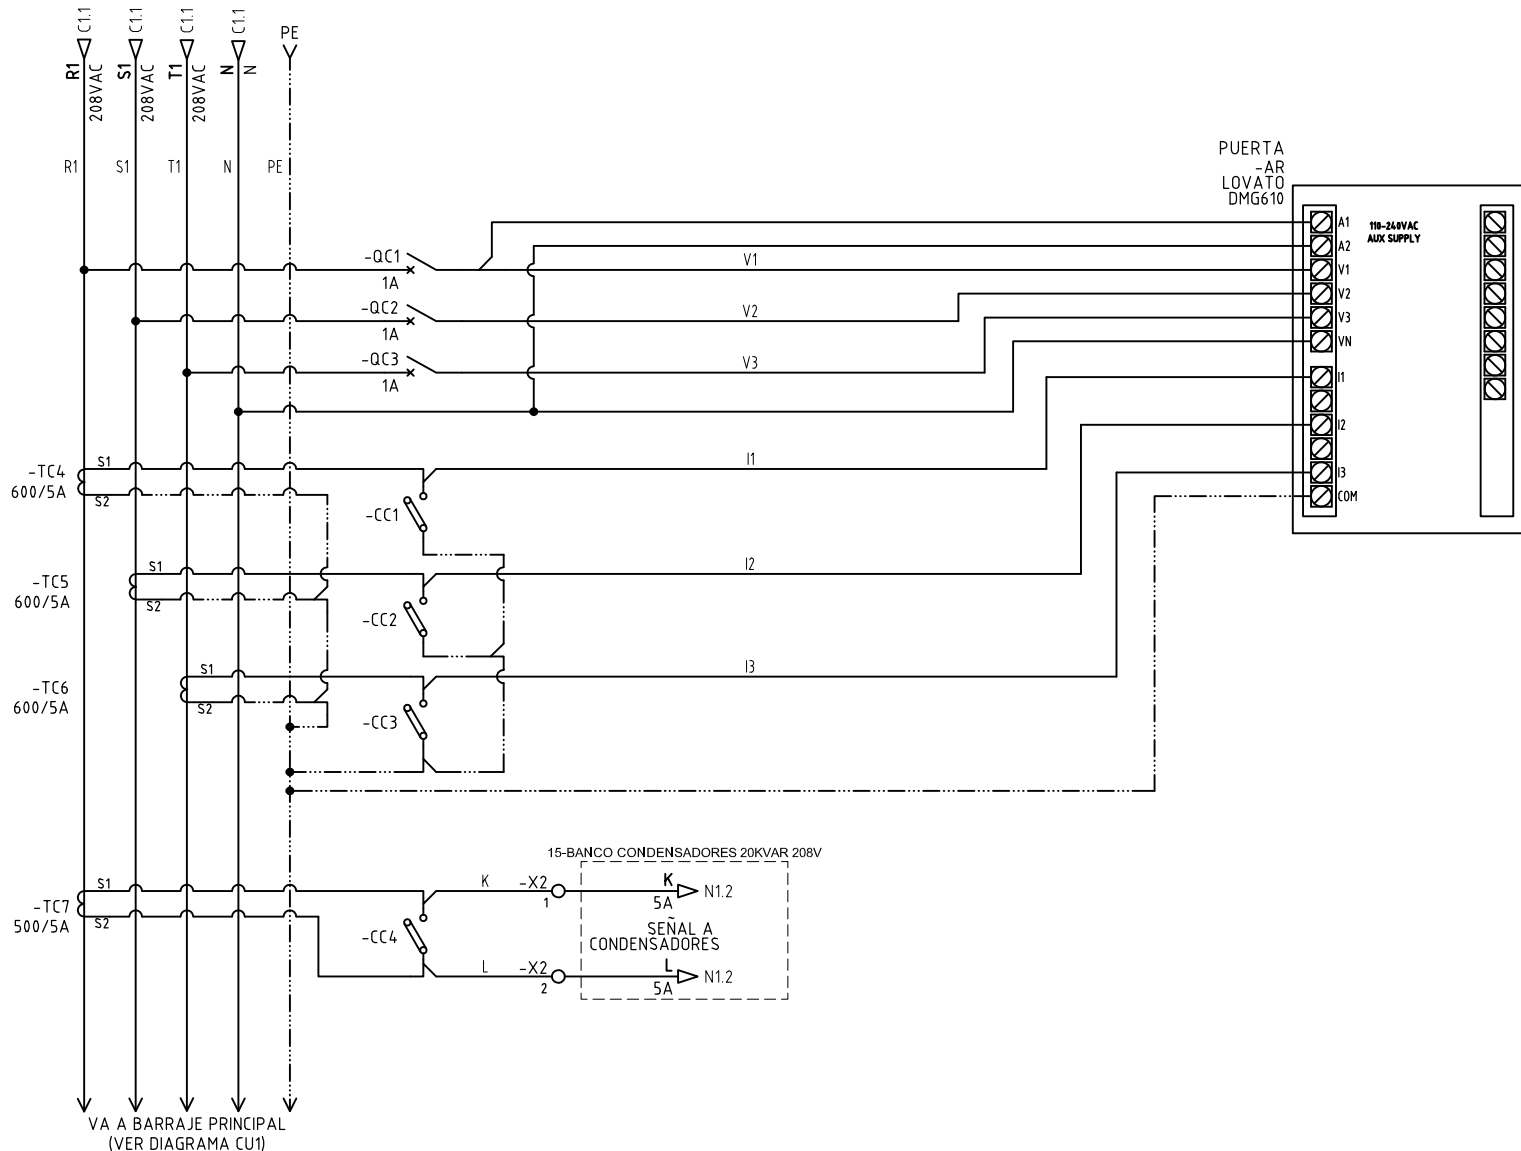 C1.1
C1.1
C1.1
C1.1
PE
R1
208VAC
S1
208VAC
T1
208VAC
N
N
R1
S1
T1
N
PE
PUERTA
-AR
LOVATO
DMG610
110-240VAC
AUX SUPPLY
A1
A2
V1
V2
V3
VN
I1
I2
I3
COM
-QC1
1A
V1
-QC2
1A
V2
-QC3
1A
V3
-TC4
600/5A
S1
S2
-CC1
I1
-TC5
600/5A
S1
S2
-CC2
I2
-TC6
600/5A
S1
S2
-CC3
I3
15-BANCO CONDENSADORES 20KVAR 208V
-TC7
500/5A
S1
S2
-CC4
K
-X2
1
K
5A
N1.2
SEÑAL A
CONDENSADORES
L
-X2
2
L
5A
N1.2
VA A BARRAJE PRINCIPAL
(VER DIAGRAMA CU1)